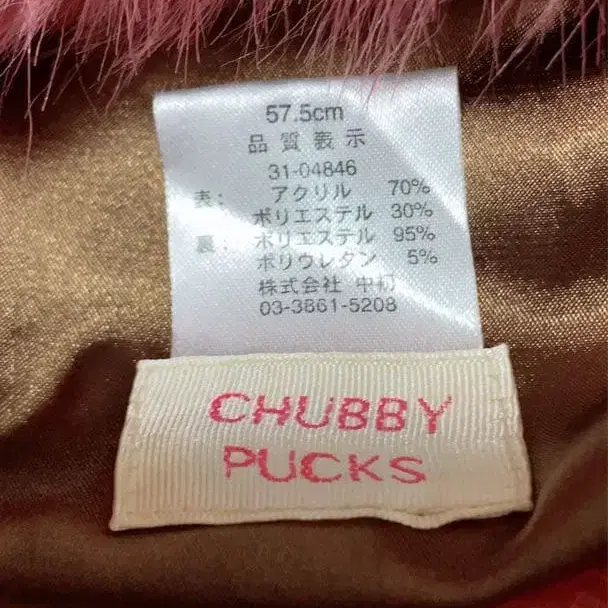 57.5cm
品質表示
31-04846
表: アクリル 70%
ポリエステル 30%
裏: ポリエステル 95%
ポリウレタン 5%
株式会社 中初
03-3861-5208
CHUBBY
PUCKS